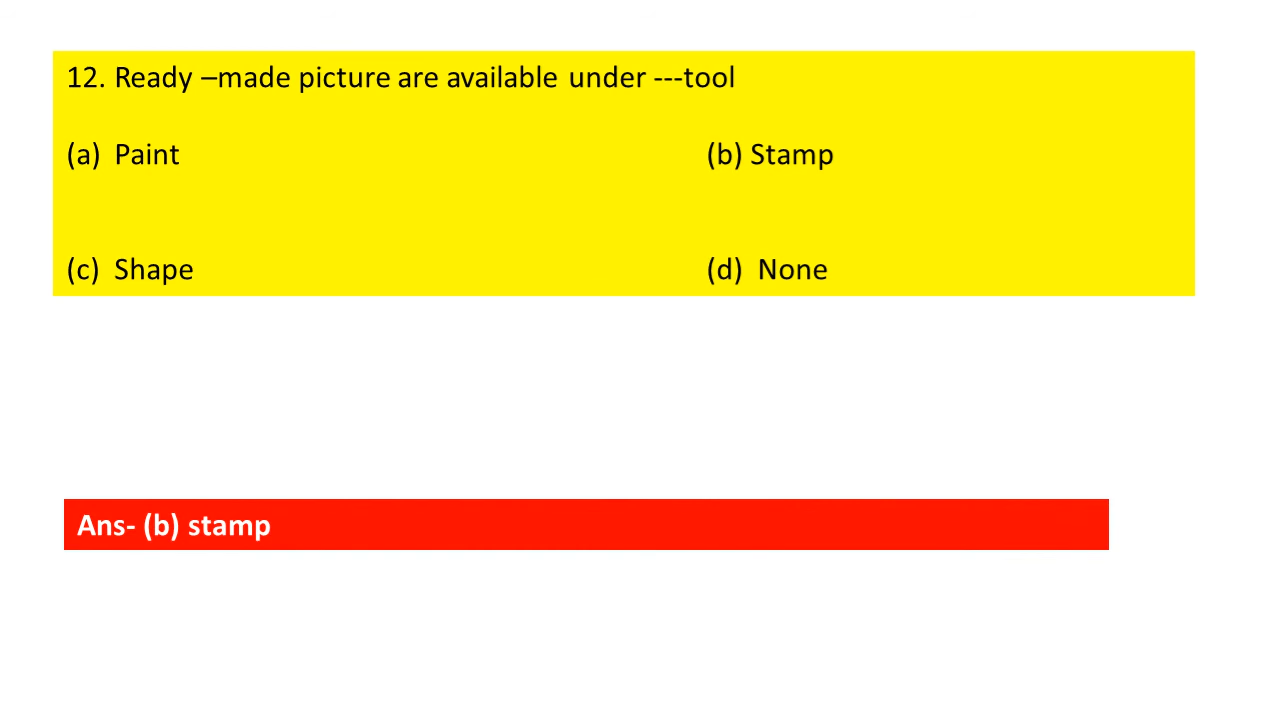 12. Ready –made picture are available under ---tool
(a) Paint (b) Stamp
(c) Shape (d) None
Ans- (b) stamp